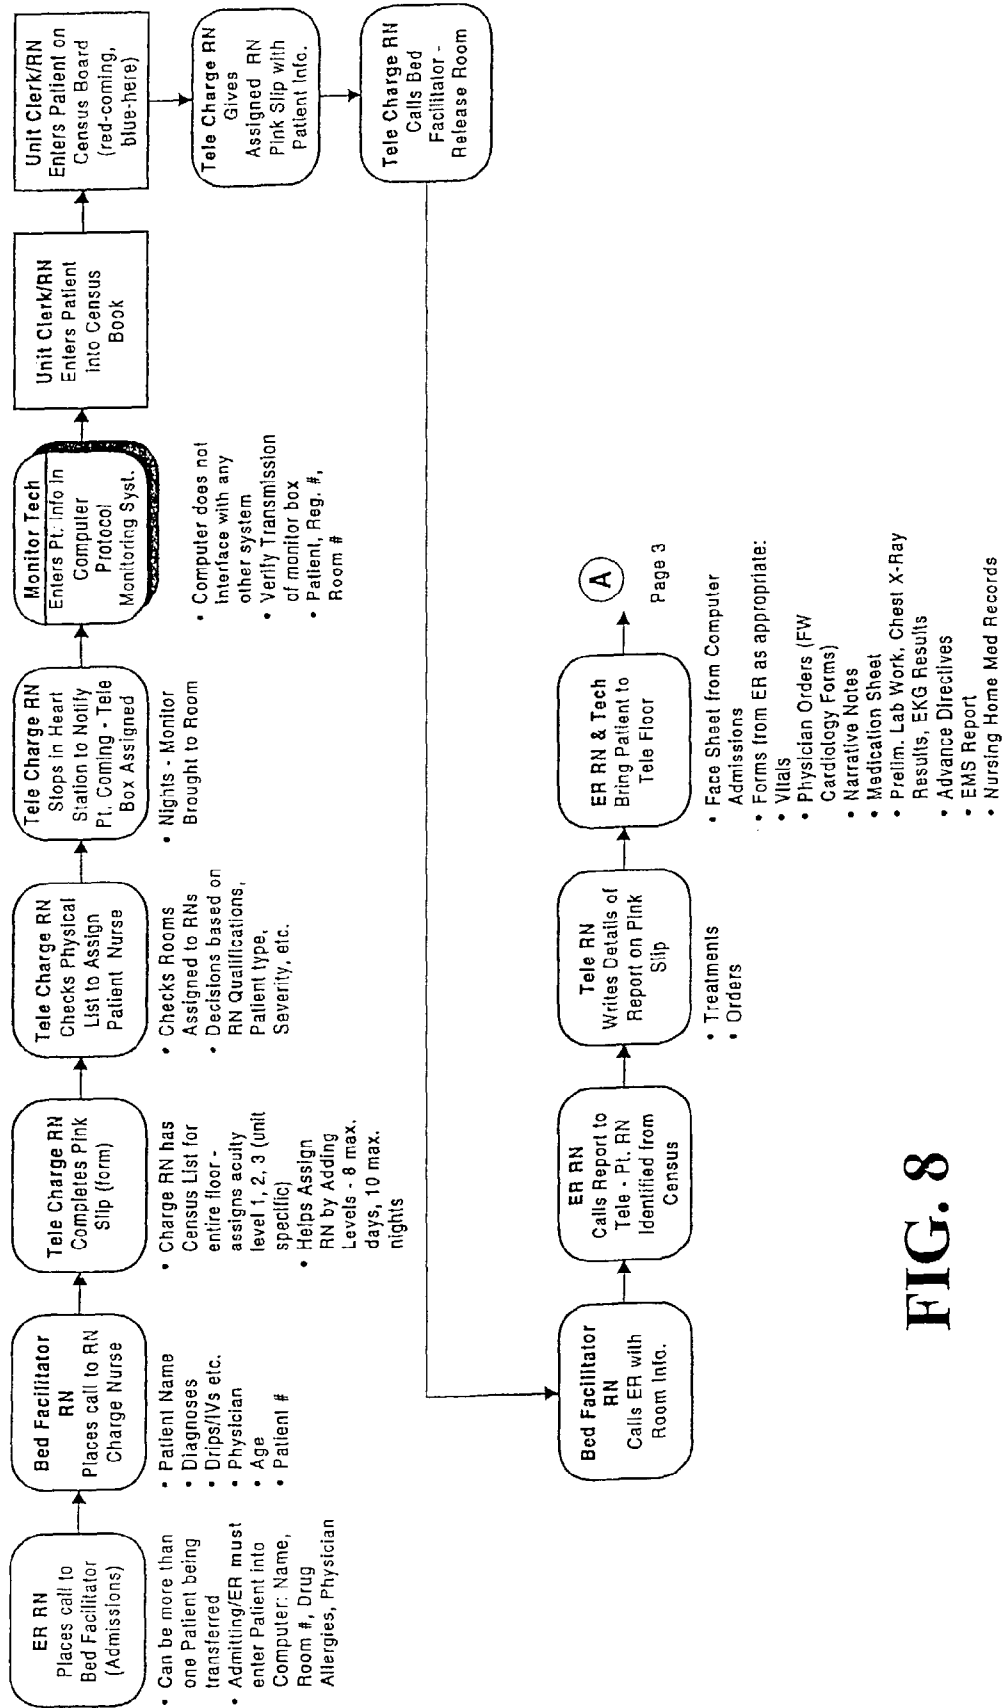 ER RN
Places call to
Bed Facilitator
(Admissions)
• Can be more than
one Patient being
transferred
• Admitting/ER must
enter Patient into
Computer: Name,
Room #, Drug
Allergies, Physician
Bed Facilitator
RN
Places call to RN
Charge Nurse
• Patient Name
• Diagnoses
• Drips/IVs etc.
• Physician
• Age
• Patient #
Tele Charge RN
Completes Pink
Slip (form)
• Charge RN has
Census List for
entire floor -
assigns acuity
level 1, 2, 3 (unit
specific)
• Helps Assign
RN by Adding
Levels - 8 max.
days, 10 max.
nights
Tele Charge RN
Checks Physical
List to Assign
Patient Nurse
• Checks Rooms
Assigned to RNs
• Decisions based on
RN Qualifications,
Patient type,
Severity, etc.
Tele Charge RN
Stops in Heart
Station to Notify
Pt. Coming - Tele
Box Assigned
• Nights - Monitor
Brought to Room
Monitor Tech
Enters Pt. Info in
Computer
Protocol
Monitoring Syst.
• Computer does not
Interface with any
other system
• Verify Transmission
of monitor box
• Patient, Reg. #,
Room #
Unit Clerk/RN
Enters Patient
into Census
Book
Unit Clerk/RN
Enters Patient on
Census Board
(red-coming,
blue-here)
Tele Charge RN
Gives
Assigned RN
Pink Slip with
Patient Info.
Tele Charge RN
Calls Bed
Facilitator -
Release Room
Bed Facilitator
RN
Calls ER with
Room Info.
ER RN
Calls Report to
Tele - Pt. RN
Identified from
Census
Tele RN
Writes Details of
Report on Pink
Slip
• Treatments
• Orders
ER RN & Tech
Bring Patient to
Tele Floor
• Face Sheet from Computer
Admissions
• Forms from ER as appropriate:
• Vitals
• Physician Orders (FW
Cardiology Forms)
• Narrative Notes
• Medication Sheet
• Prelim. Lab Work, Chest X-Ray
Results, EKG Results
• Advance Directives
• EMS Report
• Nursing Home Med Records
A
Page 3
FIG. 8